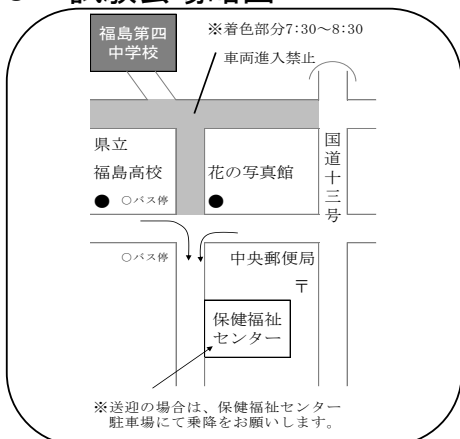 福島第四
中学校
※着色部分7:30～8:30
車両進入禁止
県立
福島高校
花の写真館
国道十三号
● ○バス停
●
○バス停
中央郵便局
〒
保健福祉
センター
※送迎の場合は、保健福祉センター
駐車場にて乗降をお願いします。